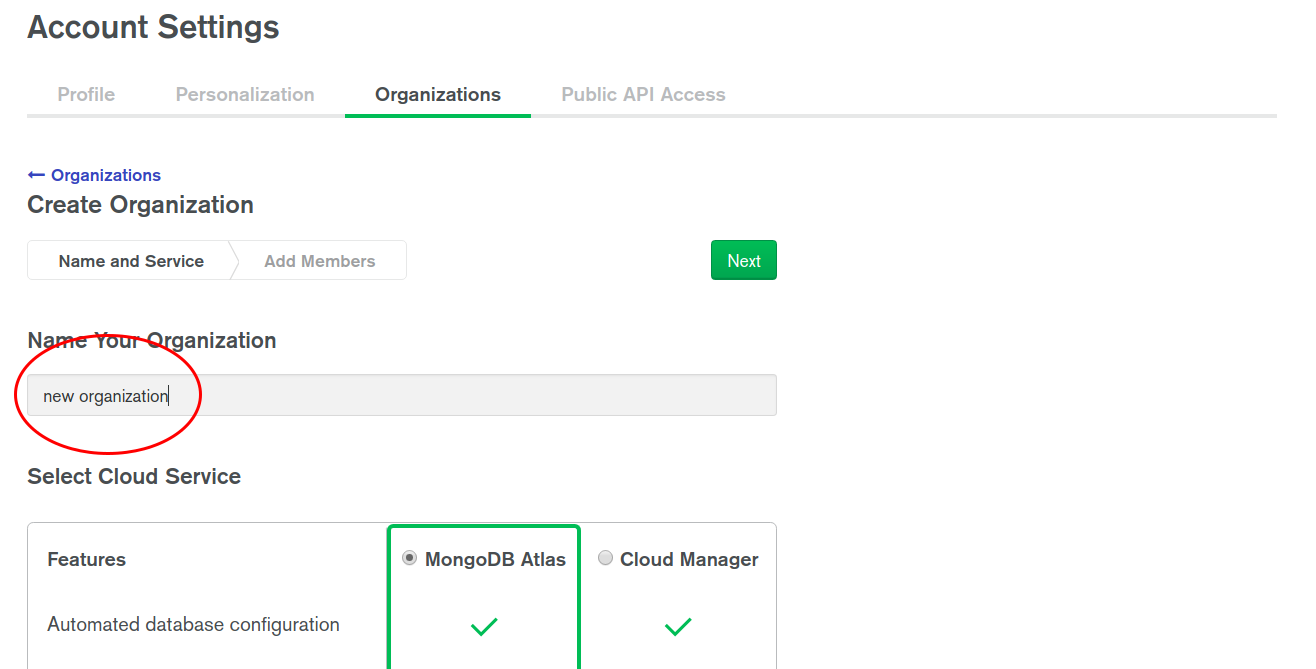 Account Settings
Profile Personalization Organizations Public API Access
← Organizations
Create Organization
Name and Service Add Members Next
Name Your Organization
new organization
Select Cloud Service
Features MongoDB Atlas Cloud Manager
Automated database configuration